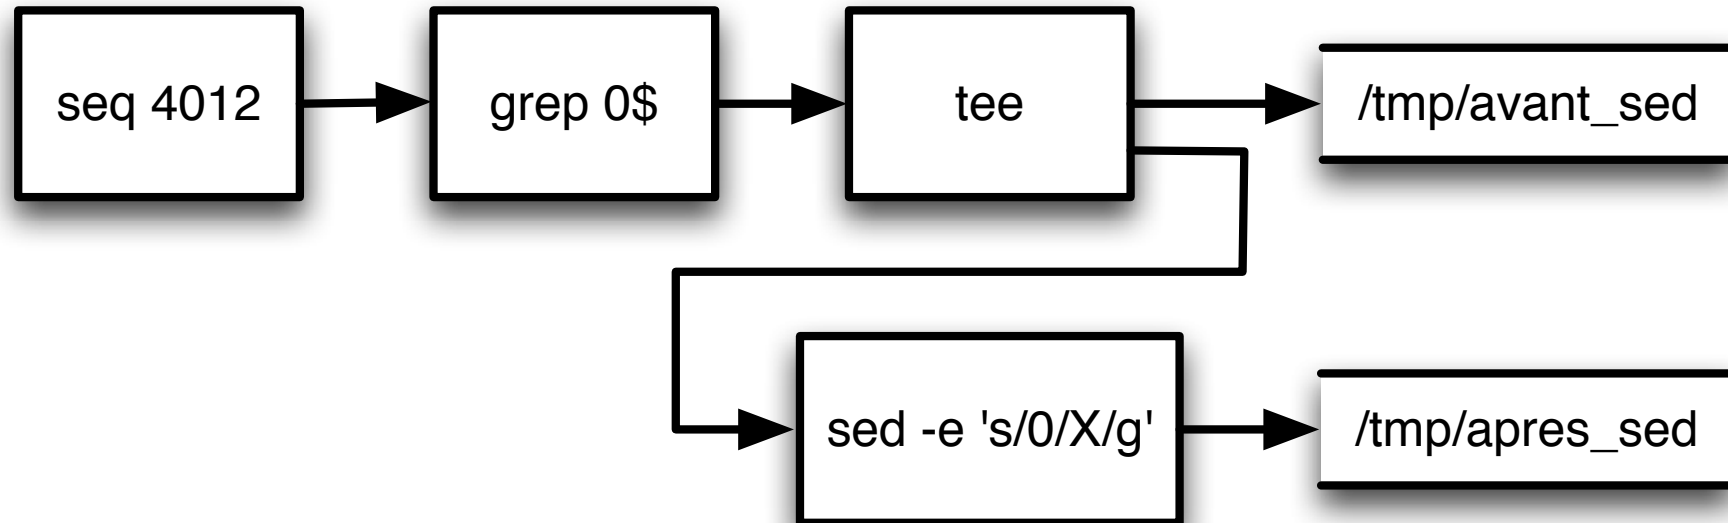 seq 4012
grep 0$
tee
/tmp/avant_sed
sed -e 's/0/X/g'
/tmp/apres_sed